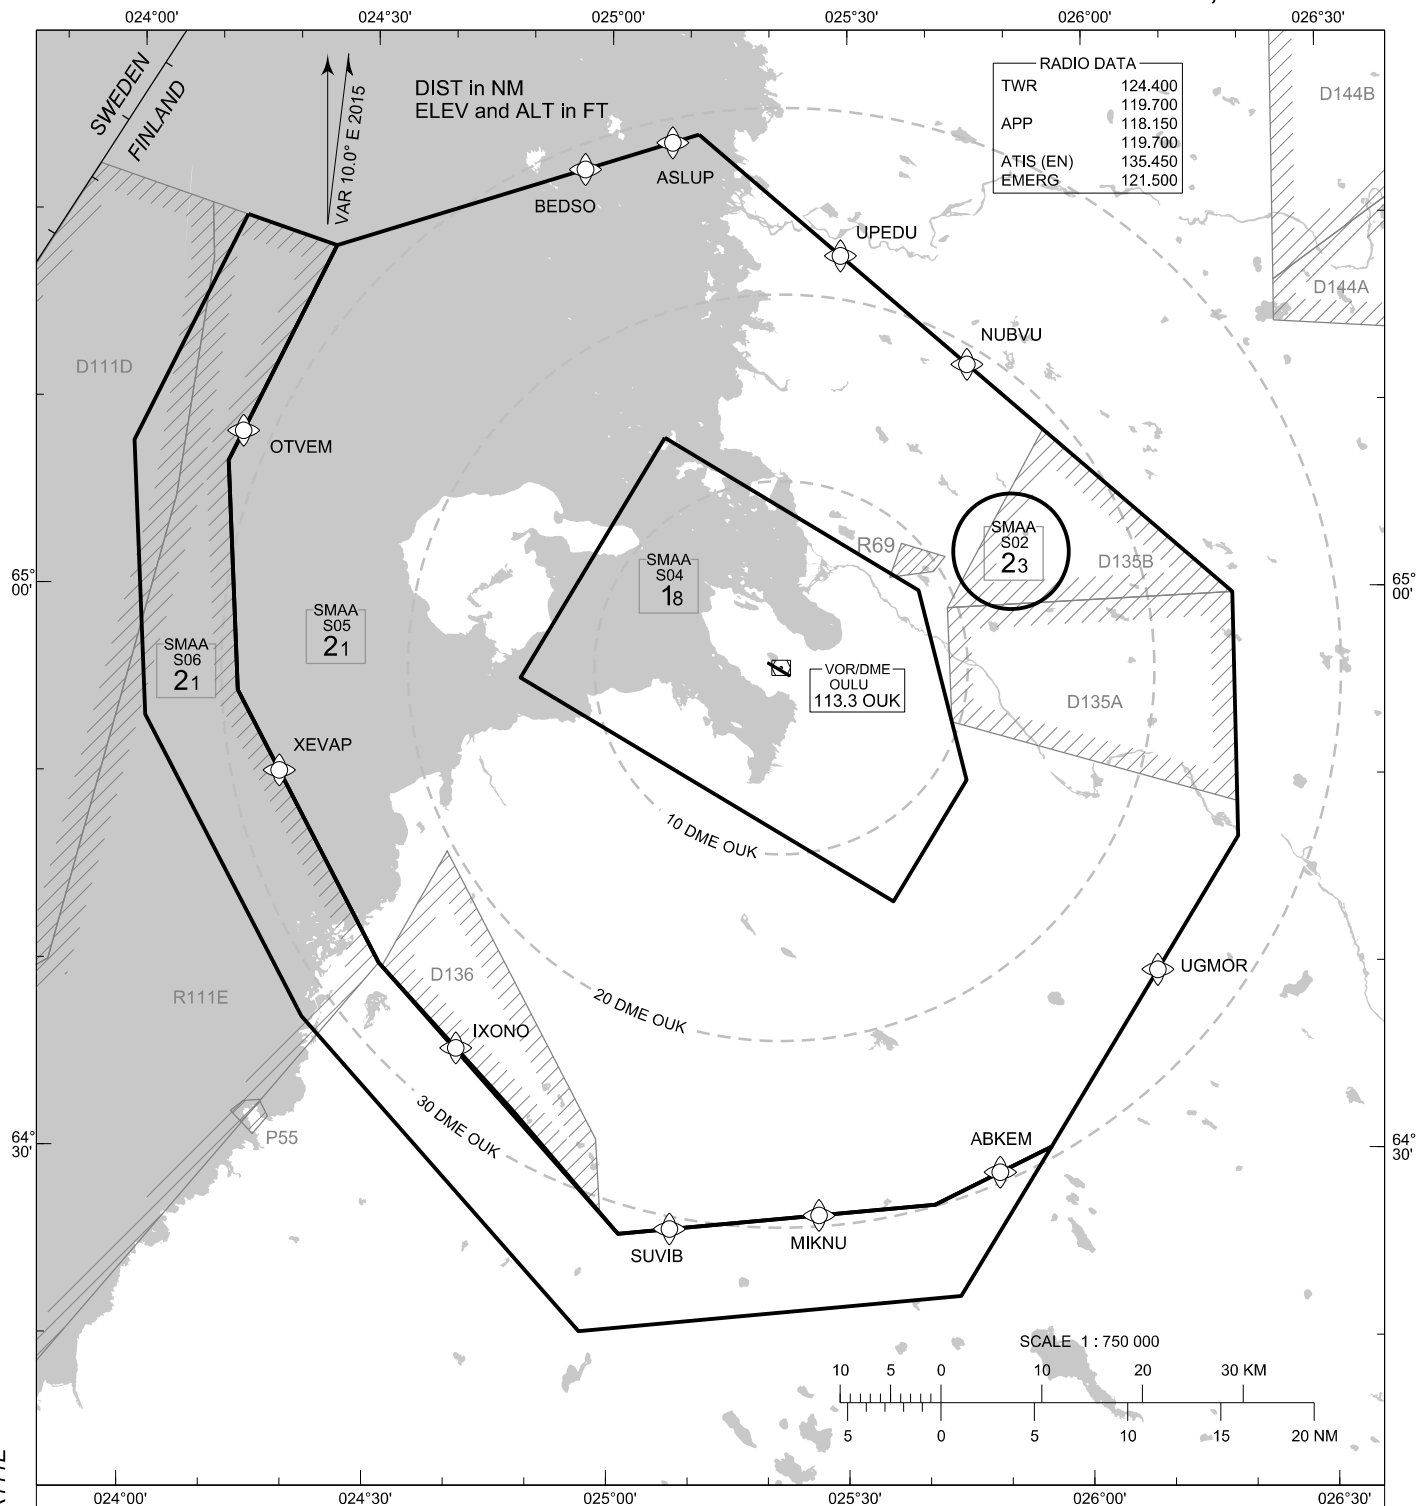 024°00'
024°30'
025°00'
025°30'
026°00'
026°30'
SWEDEN
FINLAND
VAR 10.0° E 2015
DIST in NM
ELEV and ALT in FT
RADIO DATA
TWR 124.400
119.700
APP 118.150
119.700
ATIS (EN) 135.450
EMERG 121.500
D144B
D144A
ASLUP
BEDSO
UPEDU
NUBVU
D111D
OTVEM
SMAA
S02
23
D135B
R69
SMAA
S04
18
65°
00'
65°
00'
SMAA
S05
21
SMAA
S06
21
VOR/DME
OULU
113.3 OUK
D135A
XEVAP
10 DME OUK
D136
UGMOR
R111E
20 DME OUK
IXONO
30 DME OUK
P55
64°
30'
64°
30'
ABKEM
SUVIB
MIKNU
SCALE 1 : 750 000
10 5 0 10 20 30 KM
5 0 5 10 15 20 NM
024°00'
024°30'
025°00'
025°30'
026°00'
026°30'